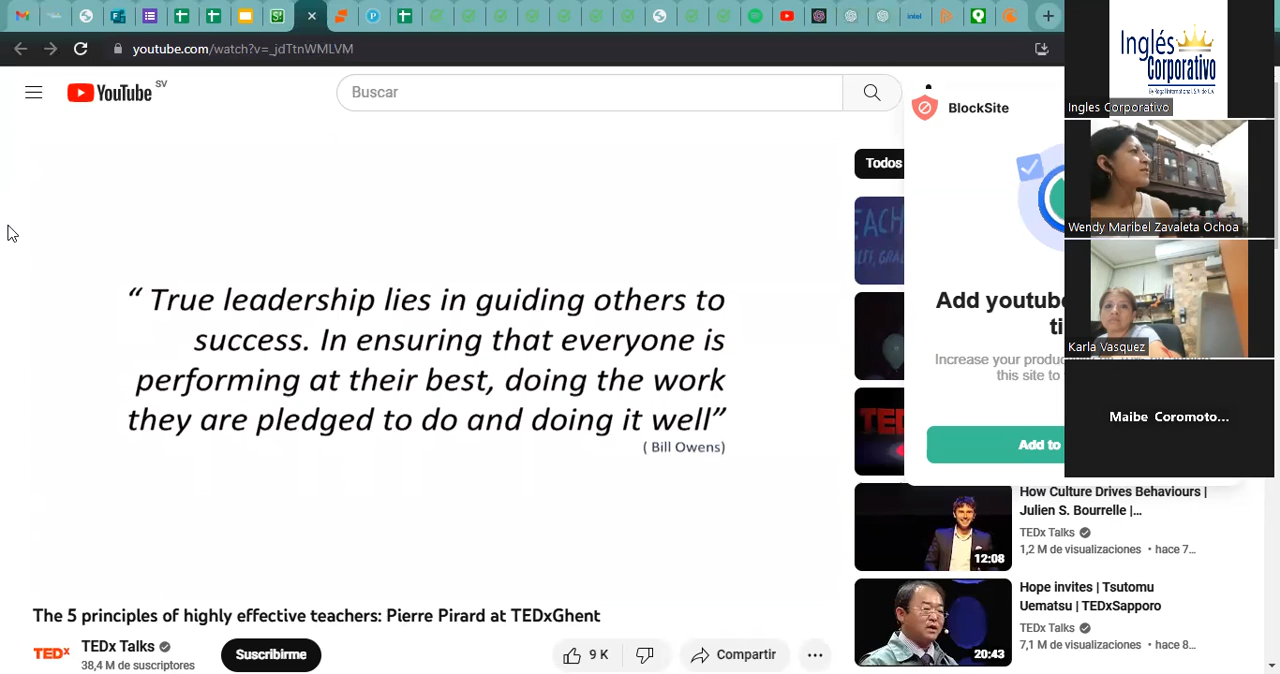 youtube.com/watch?v=_jdTtnWMLVM
YouTube SV
Buscar
BlockSite
Todos
“ True leadership lies in guiding others to
success. In ensuring that everyone is
performing at their best, doing the work
they are pledged to do and doing it well”
( Bill Owens)
Add youtube
Increase your
this site to
Add to
The 5 principles of highly effective teachers: Pierre Pirard at TEDxGhent
TEDx
TEDx Talks
38,4 M de suscriptores
Suscribirme
9 K
Compartir
TED
How Culture Drives Behaviours |
Julien S. Bourrelle |…
TEDx Talks
1,2 M de visualizaciones • hace 7…
12:08
Hope invites | Tsutomu
Uematsu | TEDxSapporo
TEDx Talks
7,1 M de visualizaciones • hace 8…
20:43
Inglés
Corporativo
Ingles Corporativo
Wendy Maribel Zavaleta Ochoa
Karla Vasquez
Maibe Coromoto...
intel